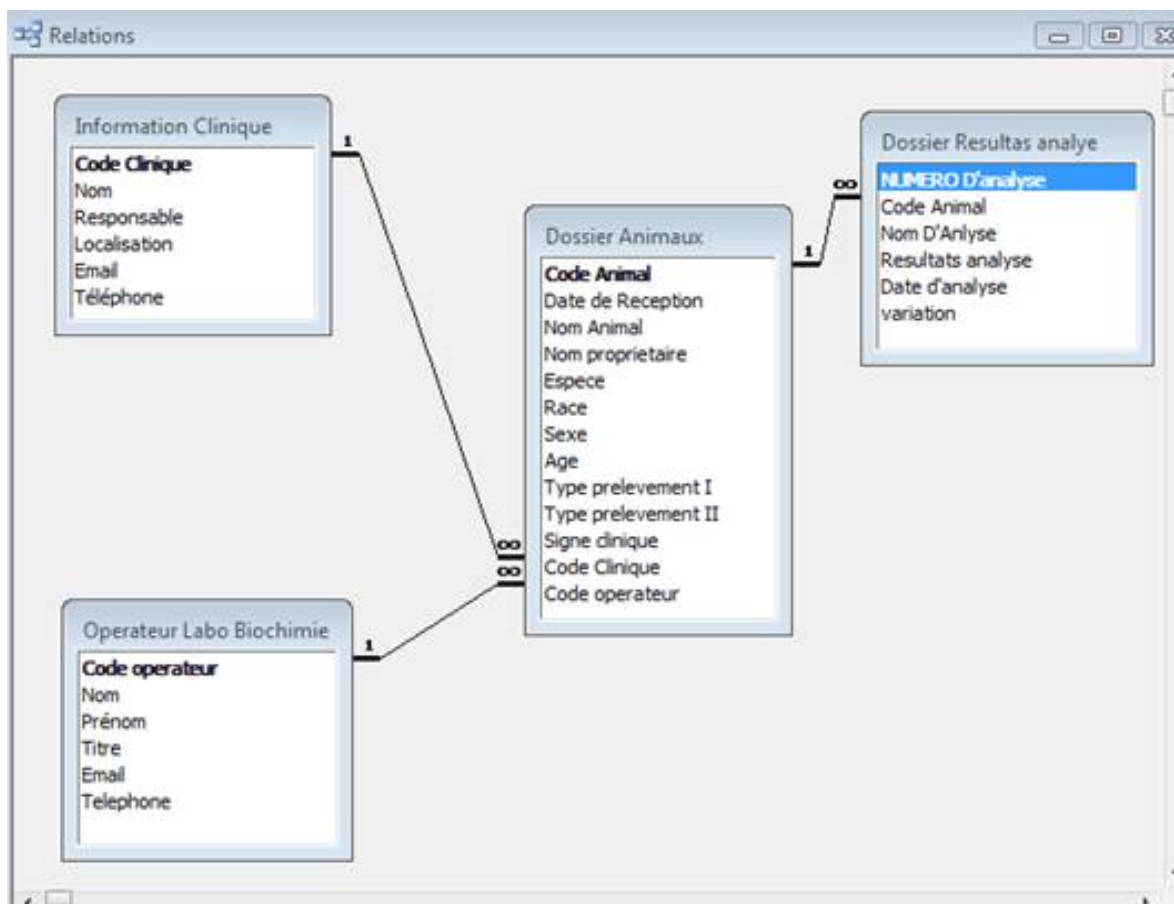 Relations
Information Clinique
Code Clinique
Nom
Responsable
Localisation
Email
Téléphone
1
Dossier Resultas analye
NUMERO D'analyse
Code Animal
Nom D'Anlyse
Resultats analyse
Date d'analyse
variation
∞
Dossier Animaux
Code Animal
Date de Reception
Nom Animal
Nom proprietaire
Espece
Race
Sexe
Age
Type prelevement I
Type prelevement II
Signe clinique
Code Clinique
Code operateur
1
∞
∞
Operateur Labo Biochimie
Code operateur
Nom
Prénom
Titre
Email
Telephone
1